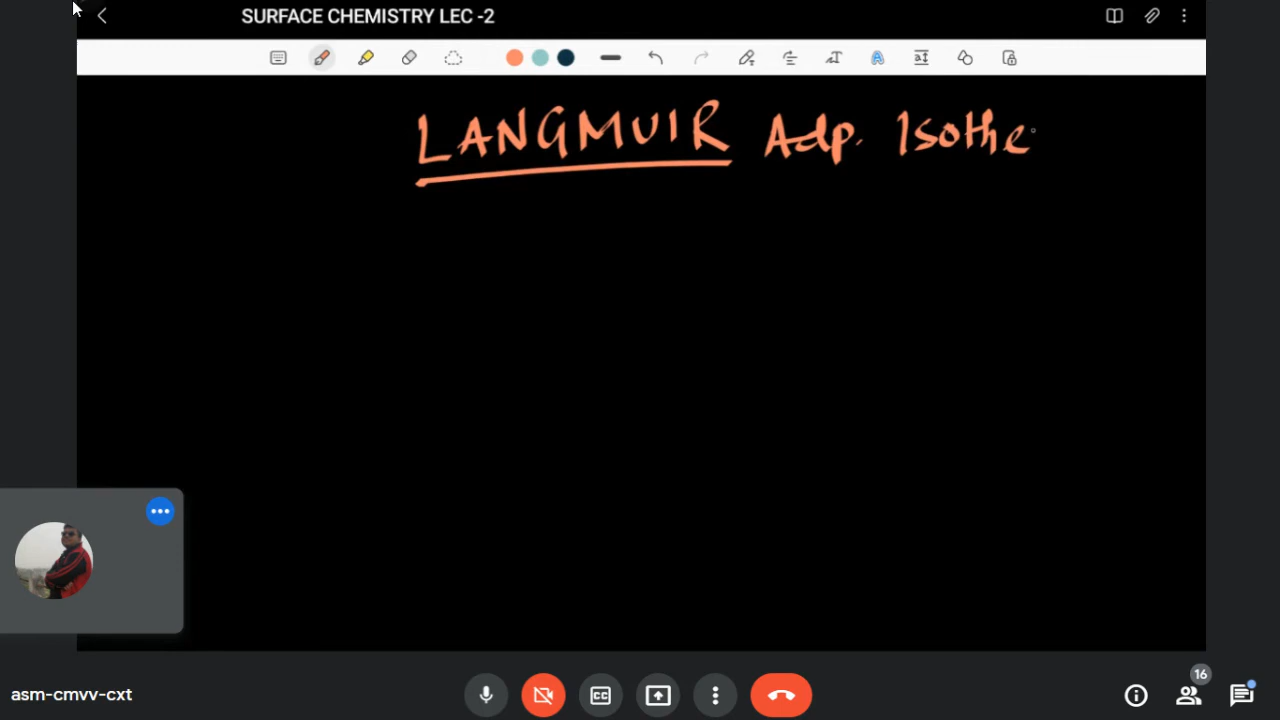 SURFACE CHEMISTRY LEC -2
LANGMUIR Adp. Isothe
asm-cmvv-cxt
16